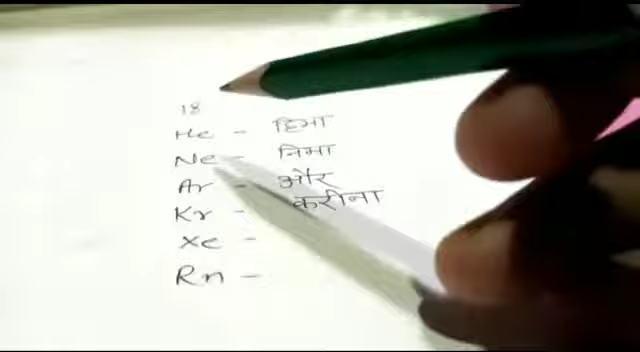 18
He - हिमा
Ne - निमा
Ar - और
Kr - करीना
Xe -
Rn -